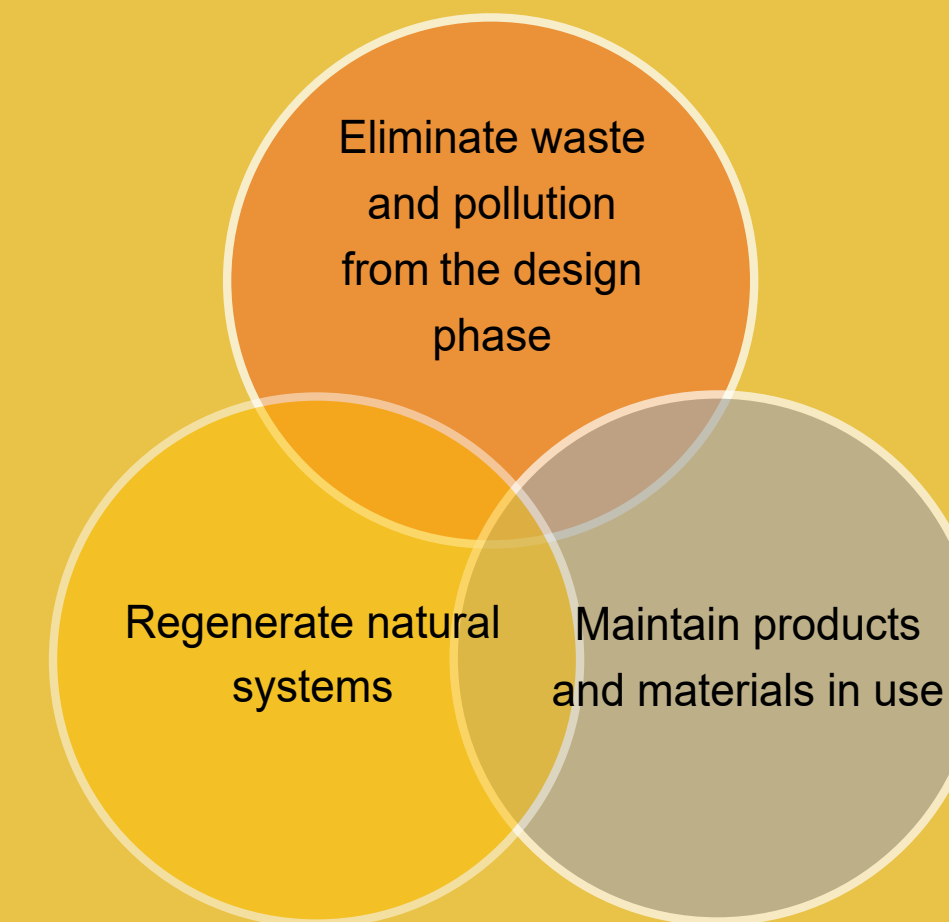 Eliminate waste
and pollution
from the design
phase
Regenerate natural
systems
Maintain products
and materials in use